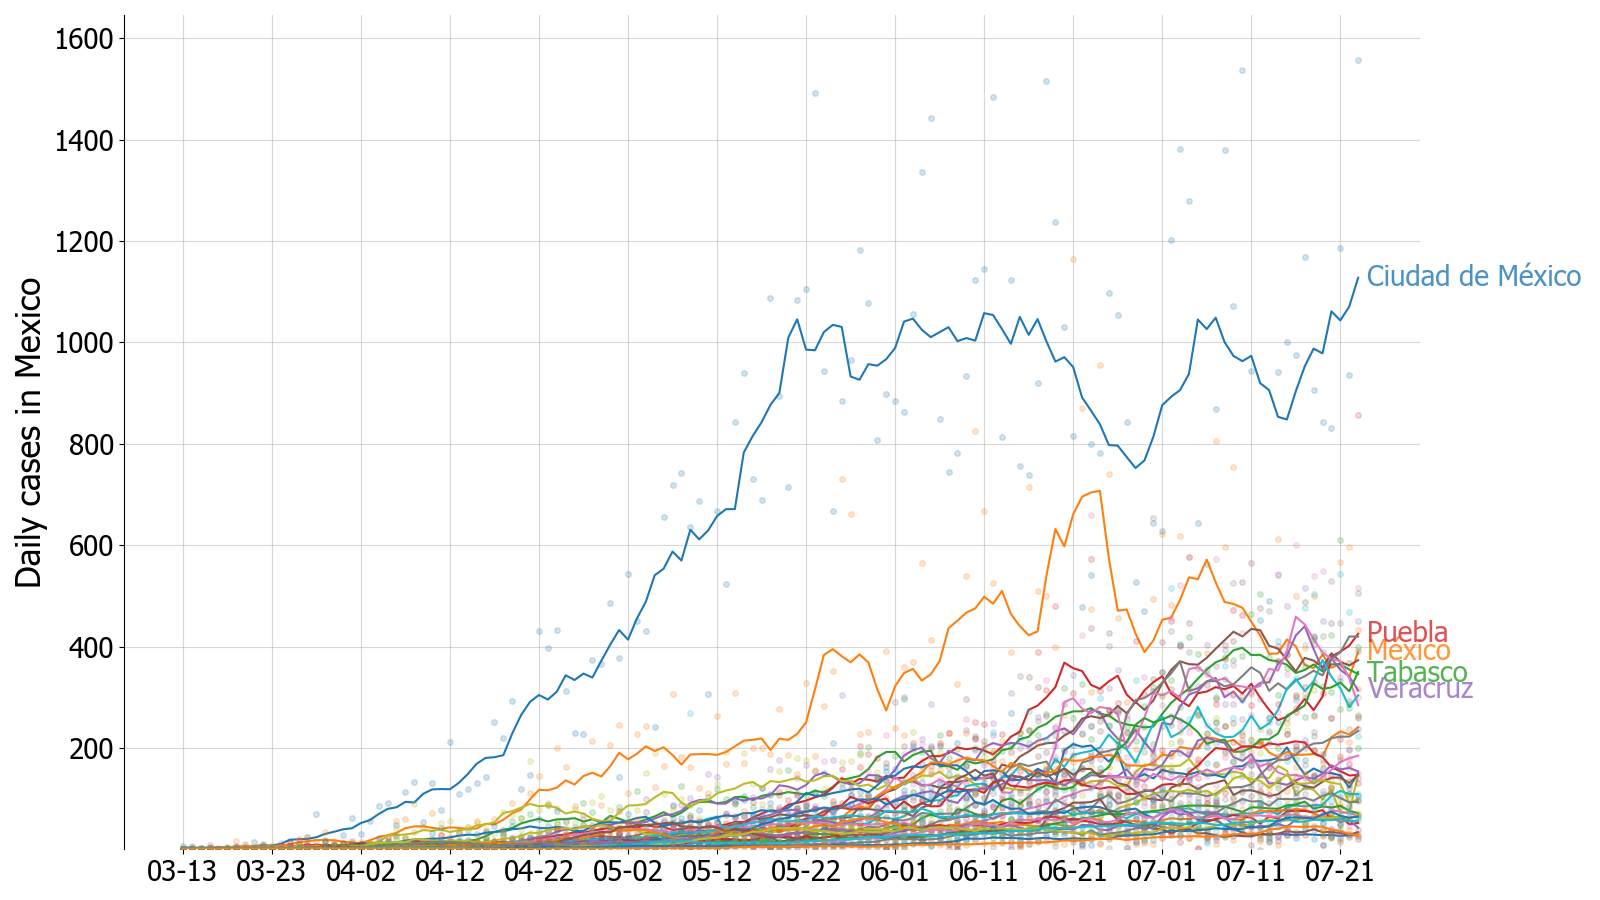 Daily cases in Mexico
1600
1400
1200
1000
800
600
400
200
Ciudad de México
Puebla
México
Tabasco
Veracruz
03-13 03-23 04-02 04-12 04-22 05-02 05-12 05-22 06-01 06-11 06-21 07-01 07-11 07-21